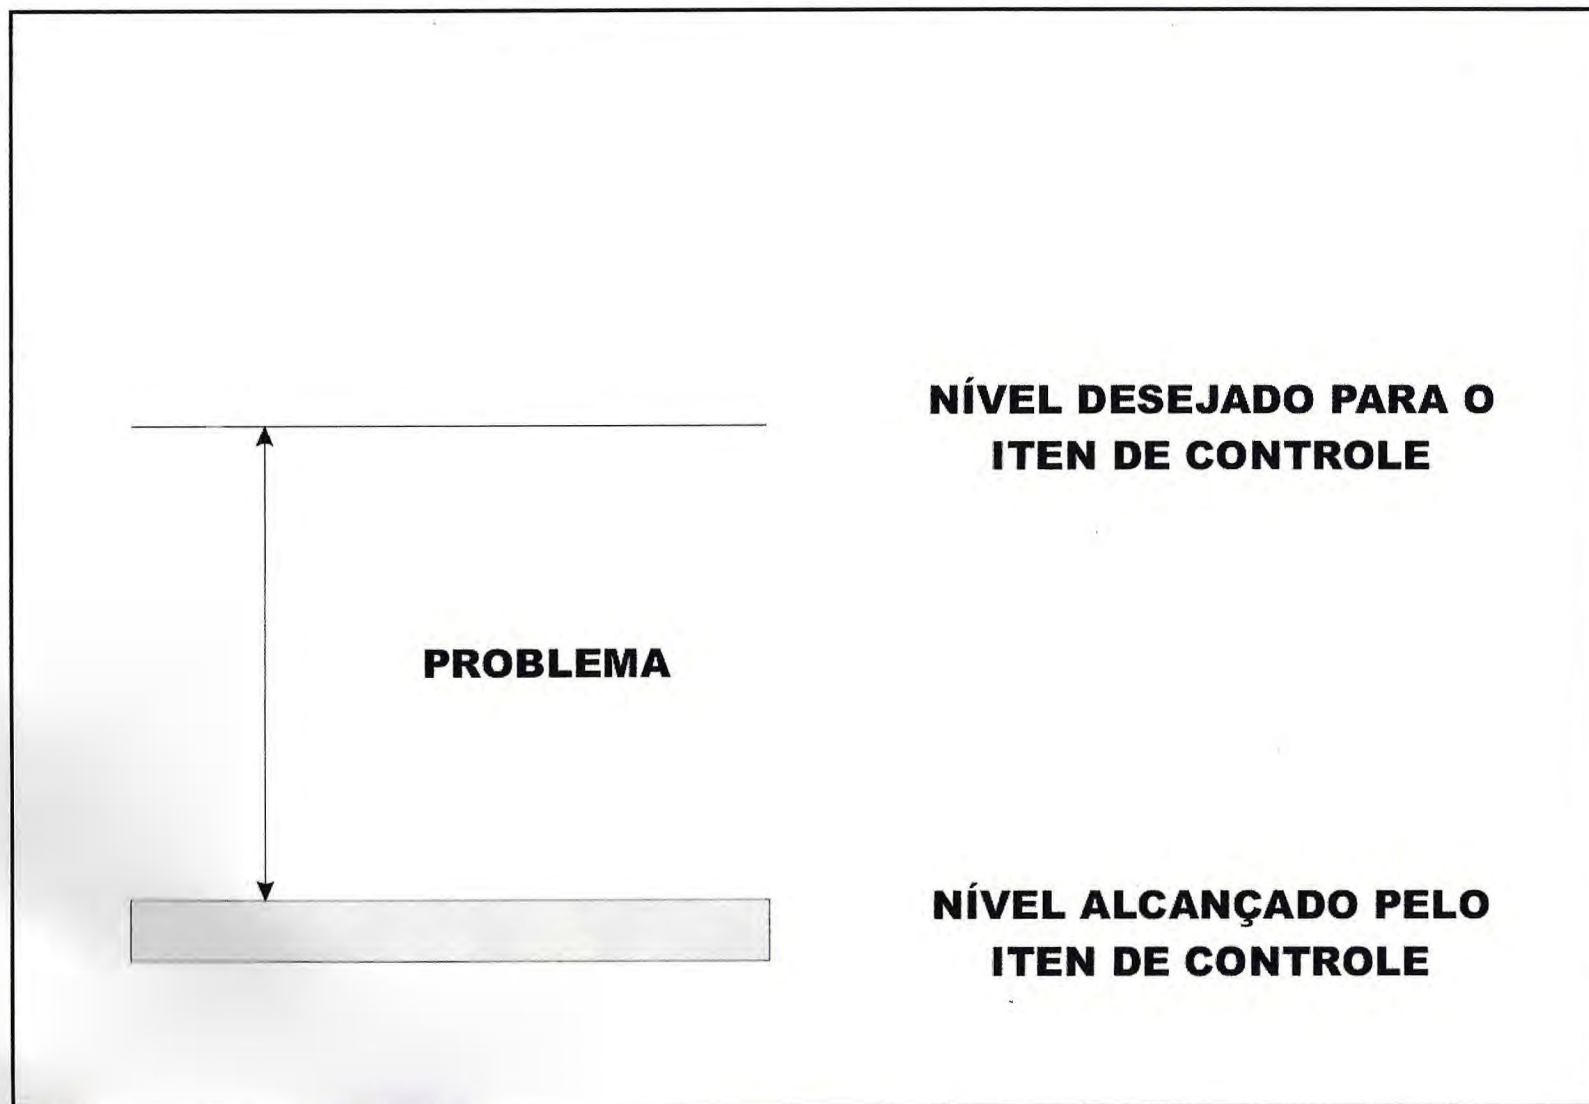 NÍVEL DESEJADO PARA O
ITEN DE CONTROLE
PROBLEMA
NÍVEL ALCANÇADO PELO
ITEN DE CONTROLE